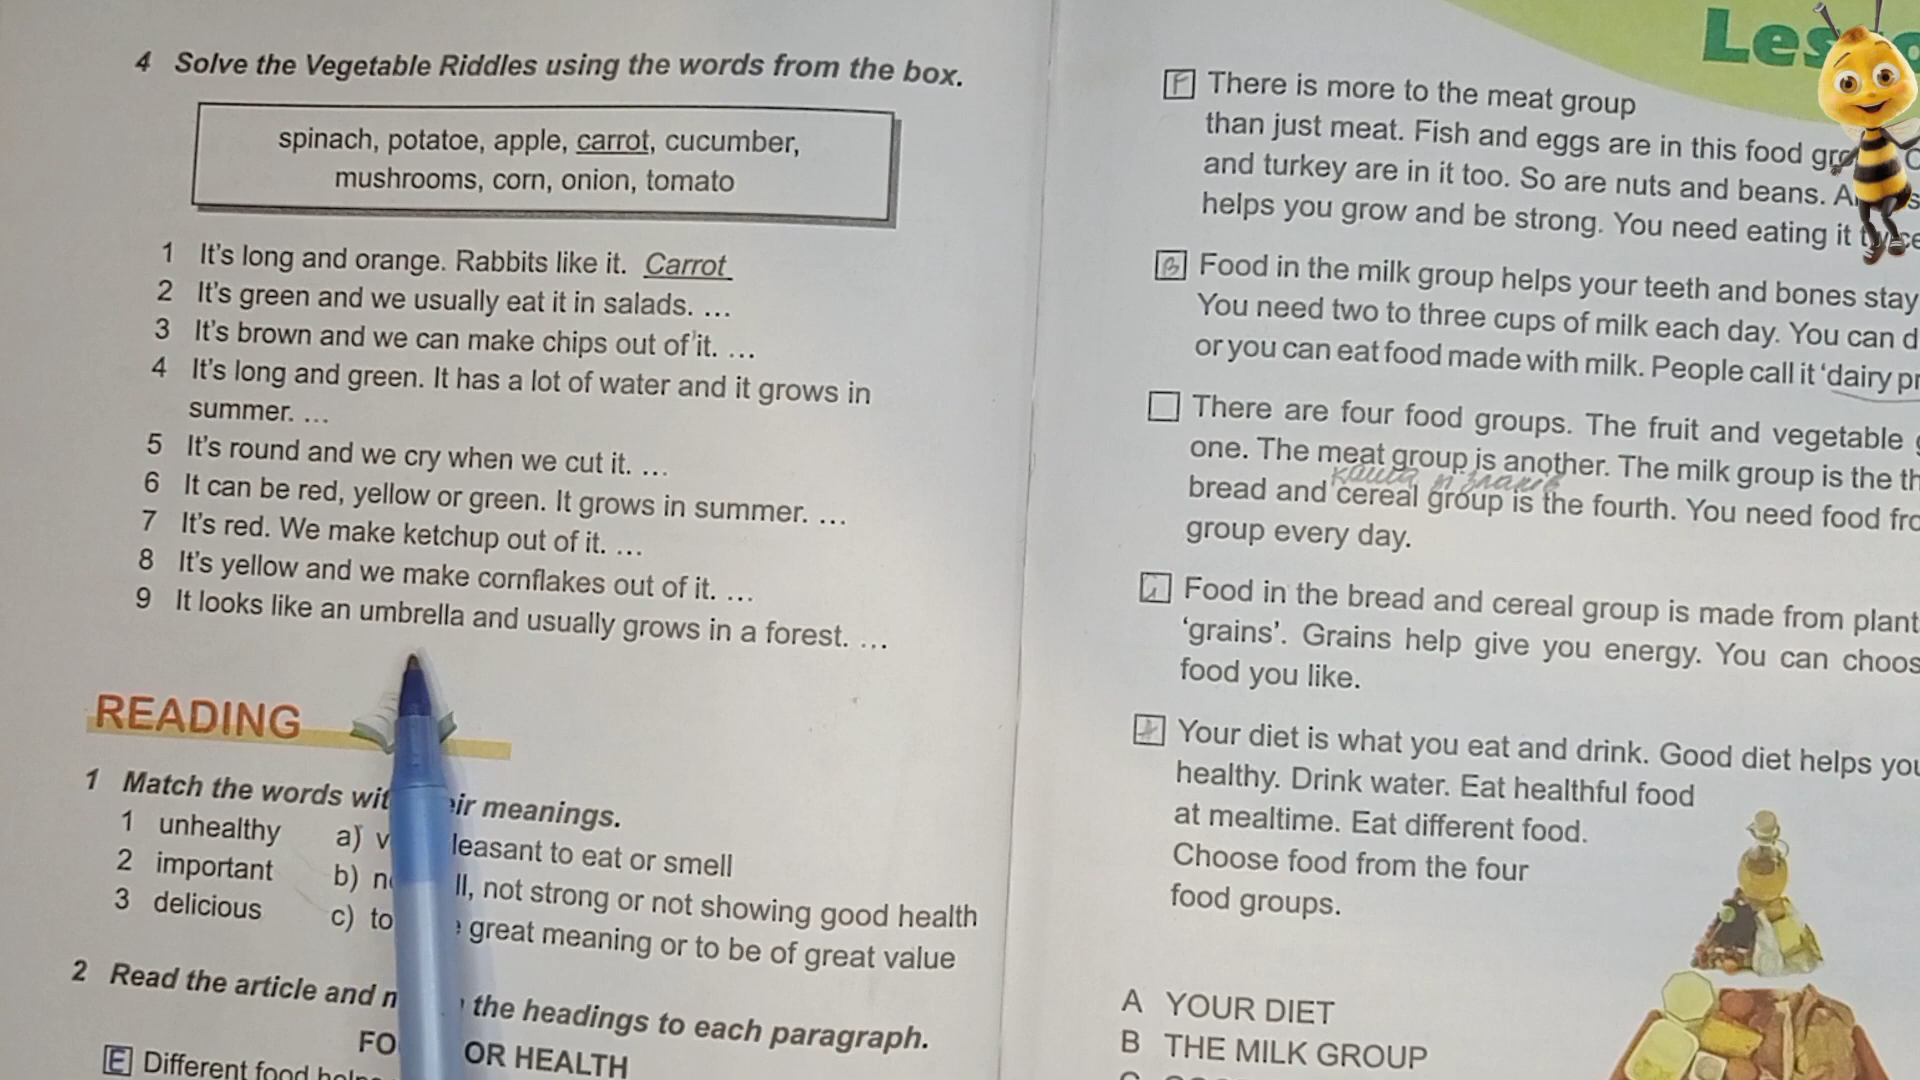 4 Solve the Vegetable Riddles using the words from the box.
spinach, potatoe, apple, carrot, cucumber,
mushrooms, corn, onion, tomato
1 It's long and orange. Rabbits like it. Carrot
2 It's green and we usually eat it in salads. ...
3 It's brown and we can make chips out of it. ...
4 It's long and green. It has a lot of water and it grows in
summer. ...
5 It's round and we cry when we cut it. ...
6 It can be red, yellow or green. It grows in summer. ...
7 It's red. We make ketchup out of it. ...
8 It's yellow and we make cornflakes out of it. ...
9 It looks like an umbrella and usually grows in a forest. ...
READING
1 Match the words meanings.
1 unhealthy a) to eat or smell
2 important b) not strong or not showing good health
3 delicious c) to great meaning or to be of great value
2 Read the article and the headings to each paragraph.
OR HEALTH
E Different food
F There is more to the meat group
than just meat. Fish and eggs are in this food
and turkey are in it too. So are nuts and beans.
helps you grow and be strong. You need eating it
B Food in the milk group helps your teeth and bones stay
You need two to three cups of milk each day. You can
or you can eat food made with milk. People call it 'dairy
There are four food groups. The fruit and vegetable
one. The meat group is another. The milk group is the
каша
bread and cereal group is the fourth. You need food
group every day.
Food in the bread and cereal group is made from plant
'grains'. Grains help give you energy. You can
food you like.
A Your diet is what you eat and drink. Good diet helps
healthy. Drink water. Eat healthful food
at mealtime. Eat different food.
Choose food from the four
food groups.
A YOUR DIET
B THE MILK GROUP